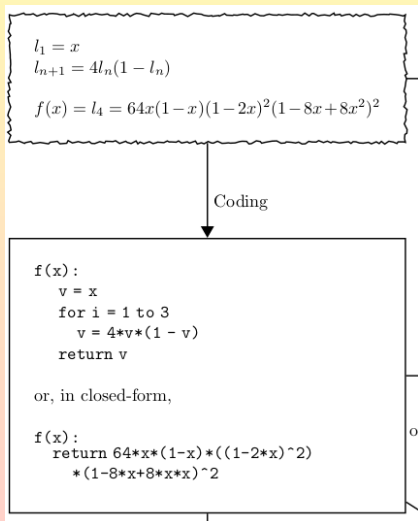 l₁ = x
lₙ₊₁ = 4lₙ(1 − lₙ)
f(x) = l₄ = 64x(1−x)(1−2x)²(1−8x+8x²)²
Coding
f(x):
v = x
for i = 1 to 3
v = 4*v*(1 - v)
return v
or, in closed-form,
f(x):
return 64*x*(1-x)*((1-2*x)^2)
*(1-8*x+8*x*x)^2
o